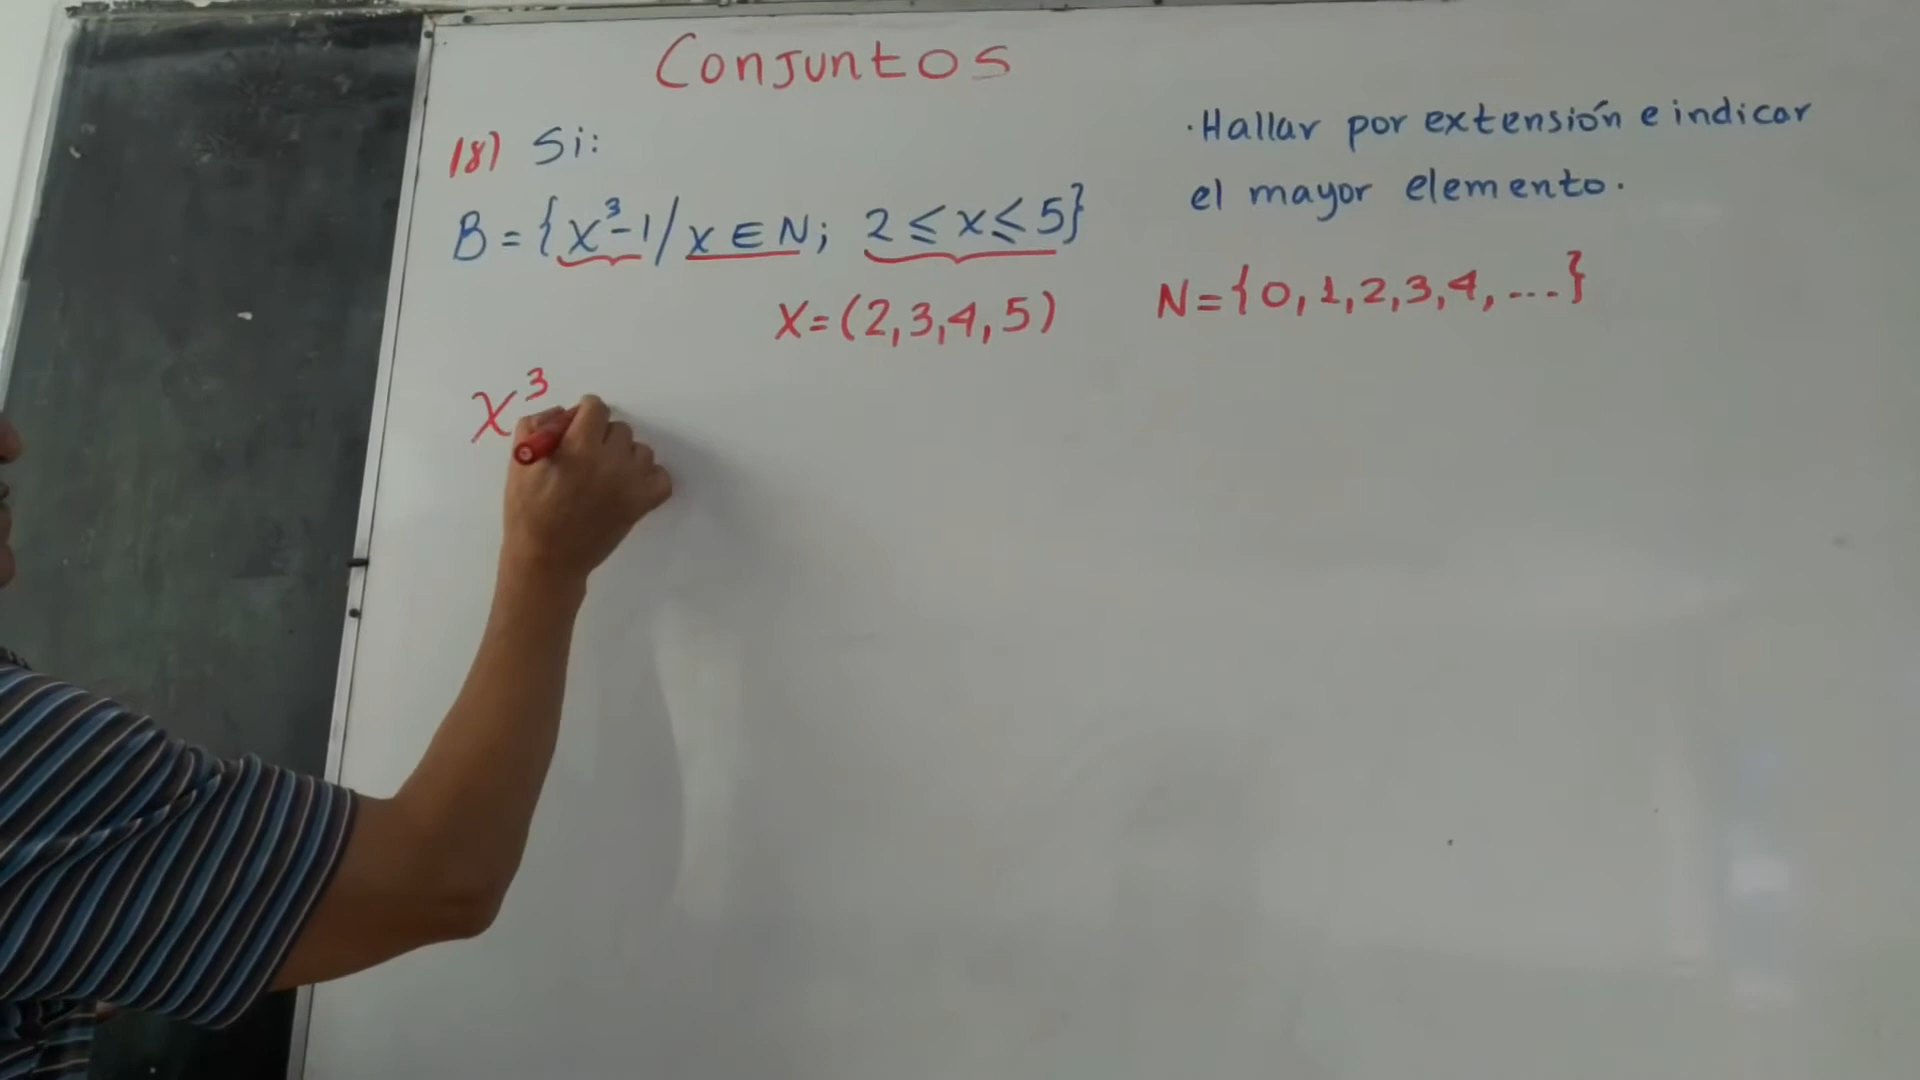 Conjuntos
18) Si:
B = {x³-1/x ∈ N; 2 ≤ x ≤ 5}
x = (2,3,4,5)
x³
·Hallar por extensión e indicar
el mayor elemento.
N = {0,1,2,3,4,...}